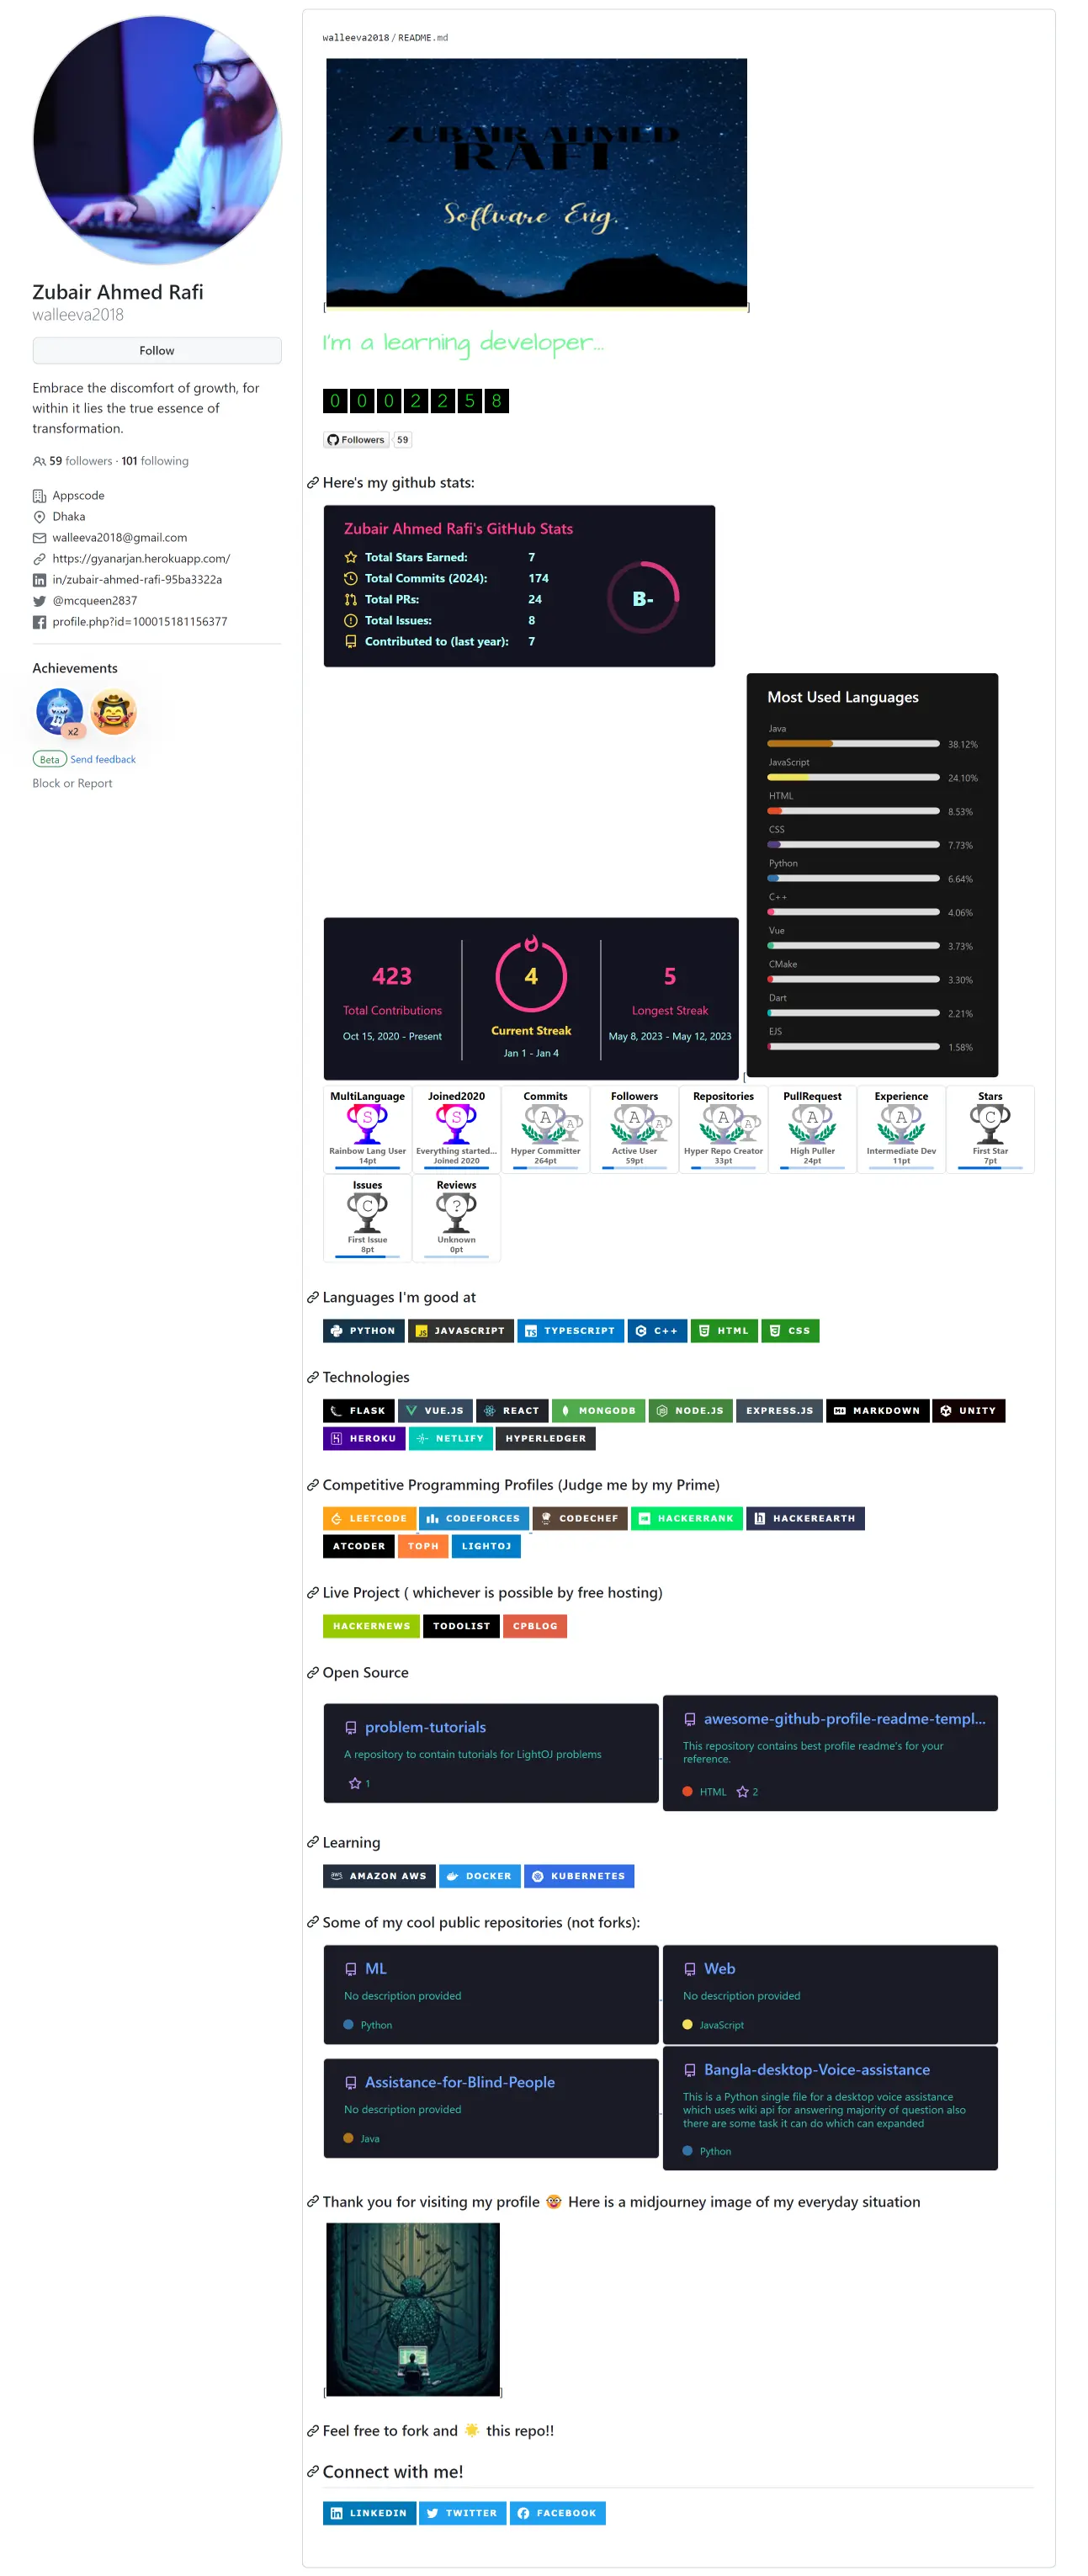 Zubair Ahmed Rafi
walleeva2018
Follow
Embrace the discomfort of growth, for
within it lies the true essence of
transformation.
59 followers · 101 following
Appscode
Dhaka
walleeva2018@gmail.com
https://gyanarjan.herokuapp.com/
in/zubair-ahmed-rafi-95ba3322a
@mcqueen2837
profile.php?id=100015181156377
Achievements
x2
Beta Send feedback
Block or Report
walleeva2018/README.md
ZUBAIR AHMED
RAFI
Software Eng.
[ ]
I'm a learning developer...
0 0 0 2 2 5 8
Followers 59
Here's my github stats:
Zubair Ahmed Rafi's GitHub Stats
Total Stars Earned: 7
Total Commits (2024): 174
Total PRs: 24
Total Issues: 8
Contributed to (last year): 7
B-
Most Used Languages
Java
38.12%
JavaScript
24.10%
HTML
8.53%
CSS
7.73%
Python
6.64%
C++
4.06%
Vue
3.73%
CMake
3.30%
Dart
2.21%
EJS
1.58%
423
Total Contributions
Oct 15, 2020 - Present
4
Current Streak
Jan 1 - Jan 4
5
Longest Streak
May 8, 2023 - May 12, 2023
[
MultiLanguage Joined2020 Commits Followers Repositories PullRequest Experience Stars
S S A A A A A A A A C
Rainbow Lang User Everything started... Hyper Committer Active User Hyper Repo Creator High Puller Intermediate Dev First Star
14pt Joined 2020 264pt 59pt 33pt 24pt 11pt 7pt
Issues Reviews
C ?
First Issue Unknown
8pt 0pt
Languages I'm good at
PYTHON JAVASCRIPT TYPESCRIPT C++ HTML CSS
Technologies
FLASK VUE.JS REACT MONGODB NODE.JS EXPRESS.JS MARKDOWN UNITY
HEROKU NETLIFY HYPERLEDGER
Competitive Programming Profiles (Judge me by my Prime)
LEETCODE CODEFORCES CODECHEF HACKERRANK HACKEREARTH
ATCODER TOPH LIGHTOJ
Live Project ( whichever is possible by free hosting)
HACKERNEWS TODOLIST CPBLOG
Open Source
problem-tutorials
A repository to contain tutorials for LightOJ problems
1
awesome-github-profile-readme-templ...
This repository contains best profile readme's for your
reference.
HTML 2
Learning
AMAZON AWS DOCKER KUBERNETES
Some of my cool public repositories (not forks):
ML
No description provided
Python
Web
No description provided
JavaScript
Assistance-for-Blind-People
No description provided
Java
Bangla-desktop-Voice-assistance
This is a Python single file for a desktop voice assistance
which uses wiki api for answering majority of question also
there are some task it can do which can expanded
Python
Thank you for visiting my profile 🤓 Here is a midjourney image of my everyday situation
[ ]
Feel free to fork and 🌟 this repo!!
Connect with me!
LINKEDIN TWITTER FACEBOOK